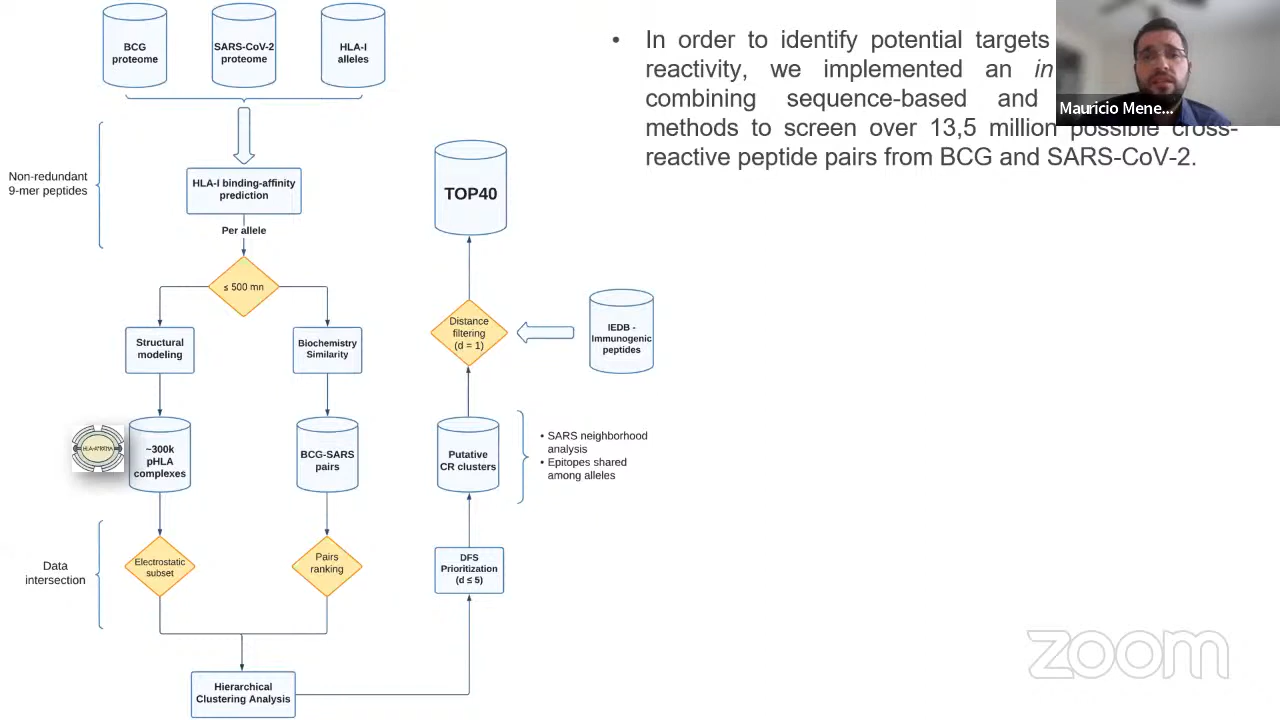 BCG
proteome
SARS-CoV-2
proteome
HLA-I
alleles
Non-redundant
9-mer peptides
HLA-I binding-affinity
prediction
Per allele
≤ 500 mn
Structural
modeling
Biochemistry
Similarity
~300k
pHLA
complexes
BCG-SARS
pairs
Data
intersection
Electrostatic
subset
Pairs
ranking
Hierarchical
Clustering Analysis
DFS
Prioritization
(d ≤ 5)
Putative
CR clusters
• SARS neighborhood
analysis
• Epitopes shared
among alleles
Distance
filtering
(d = 1)
IEDB -
Immunogenic
peptides
TOP40
• In order to identify potential targets
reactivity, we implemented an in
combining sequence-based and
methods to screen over 13,5 million possible cross-
reactive peptide pairs from BCG and SARS-CoV-2.
Mauricio Mene...
zoom